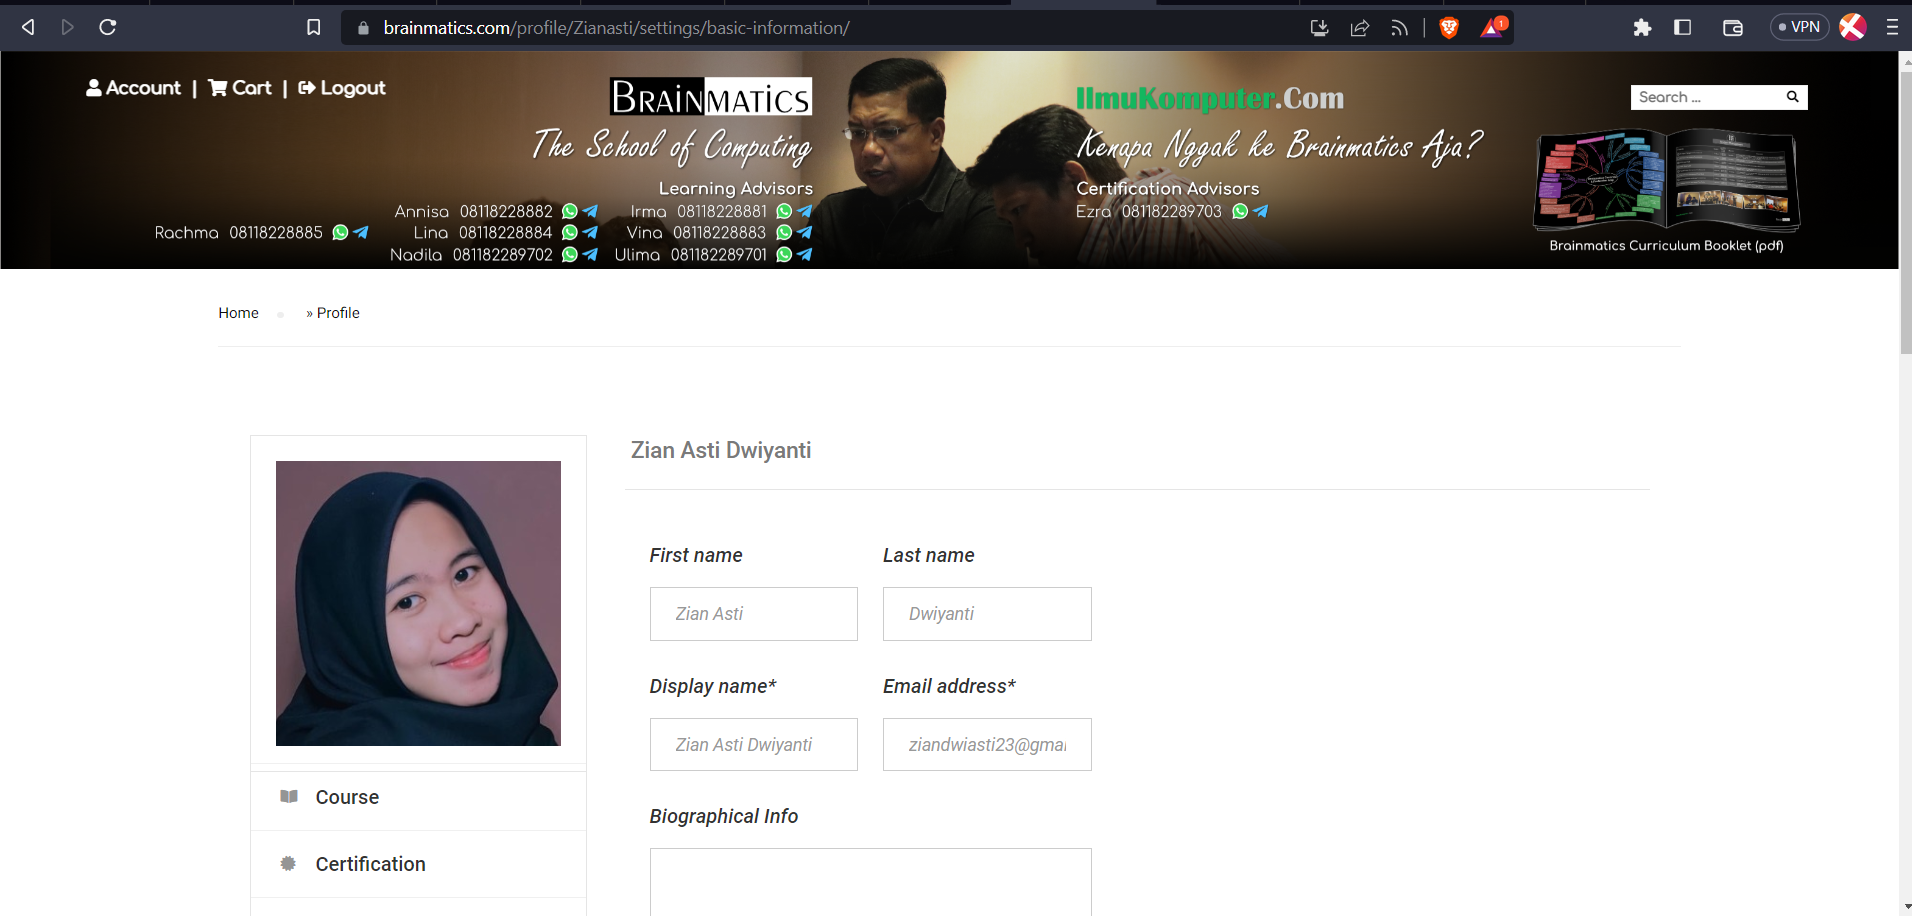 brainmatics.com/profile/Zianasti/settings/basic-information/
1
VPN
Account | Cart | Logout
BRAINMATICS
The School of Computing
Learning Advisors
Annisa 08118228882 Irma 08118228881
Rachma 08118228885 Lina 08118228884 Vina 08118228883
Nadila 081182289702 Ulima 081182289701
IlmuKomputer.Com
Kenapa Nggak ke Brainmatics Aja?
Certification Advisors
Ezra 081182289703
Search ...
Brainmatics Curriculum Booklet (pdf)
Home » Profile
Zian Asti Dwiyanti
First name Last name
Zian Asti Dwiyanti
Display name* Email address*
Zian Asti Dwiyanti ziandwiasti23@gmai
Biographical Info
Course
Certification